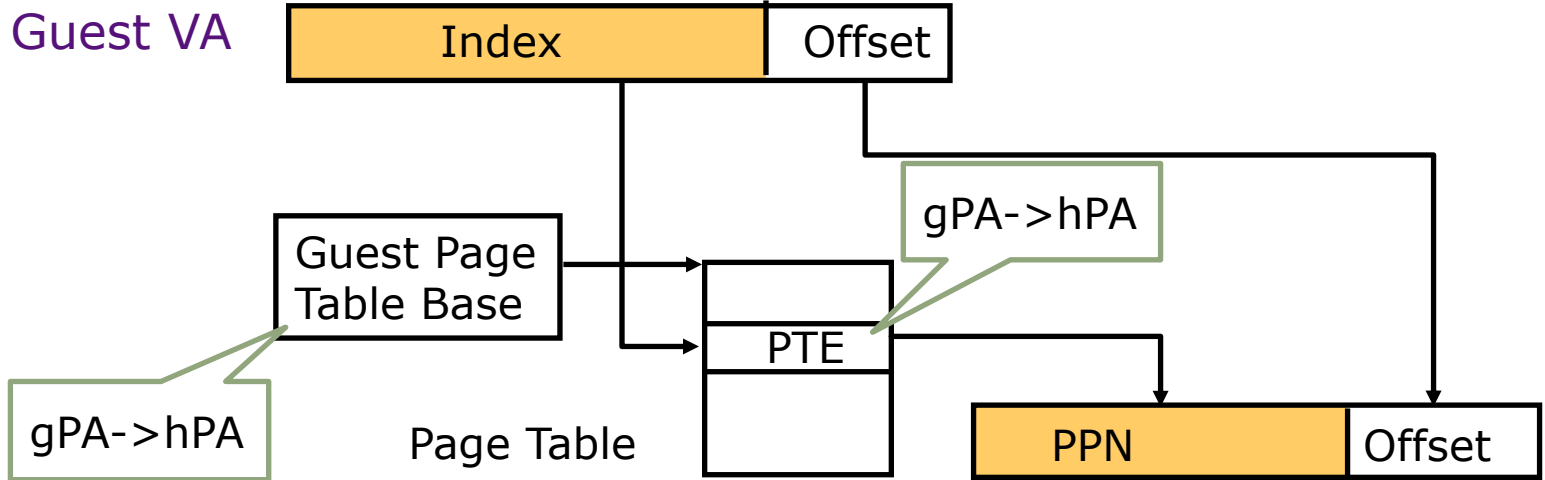 Guest VA
Index
Offset
gPA->hPA
Guest Page
Table Base
PTE
gPA->hPA
Page Table
PPN
Offset